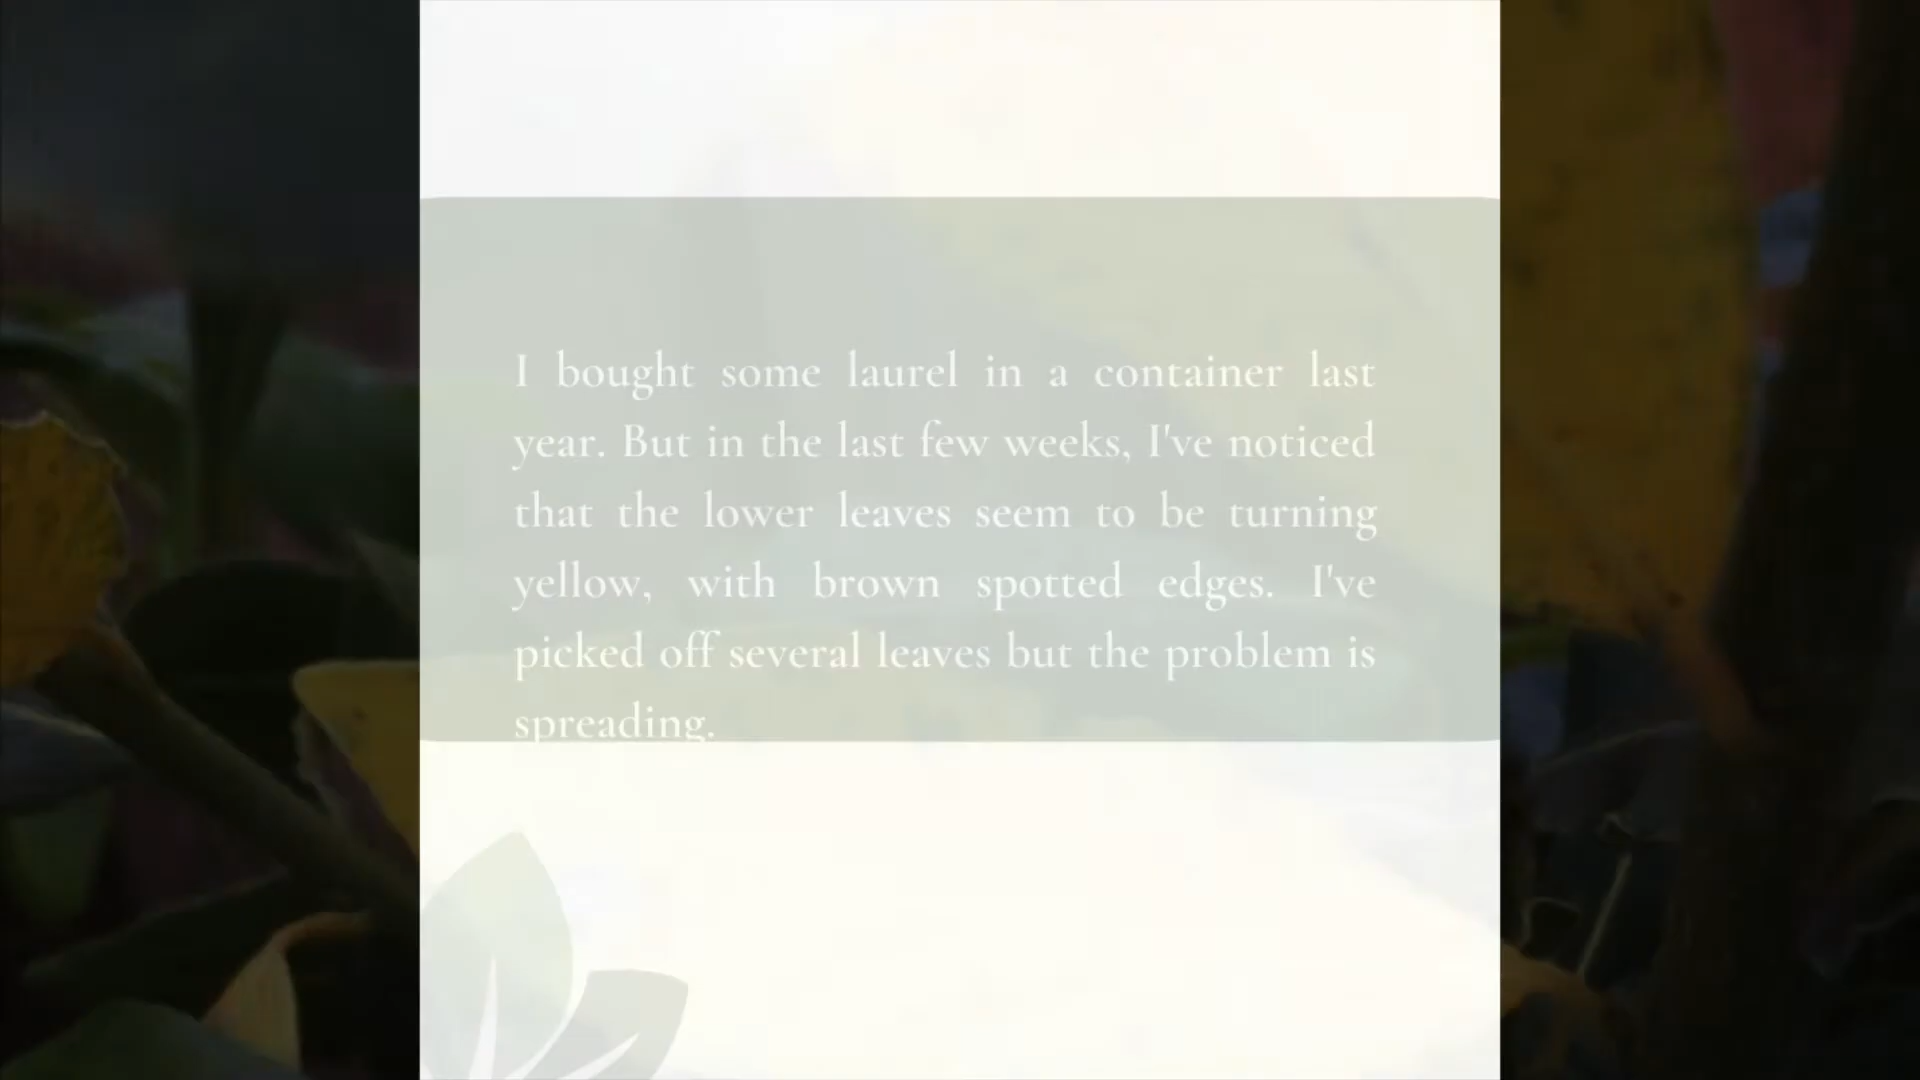 I bought some laurel in a container last
year. But in the last few weeks, I've noticed
that the lower leaves seem to be turning
yellow, with brown spotted edges. I've
picked off several leaves but the problem is
spreading.